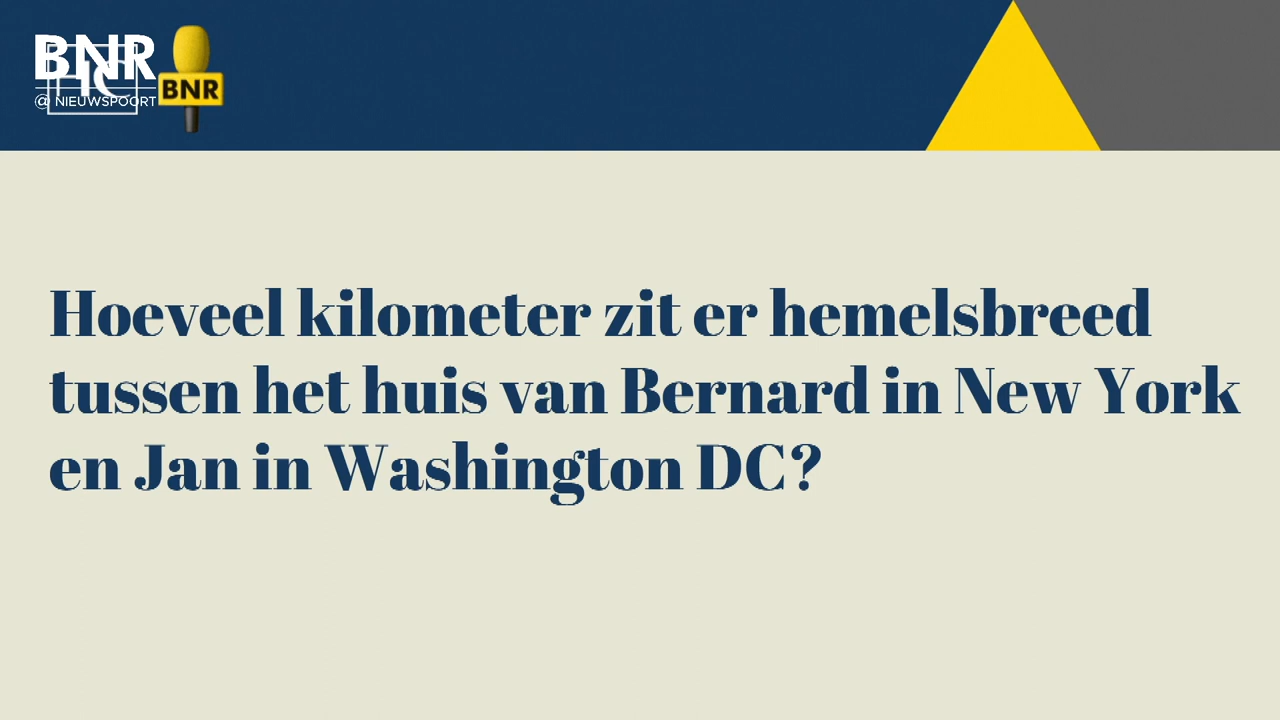 BNR
@ NIEUWSPOORT
BNR
Hoeveel kilometer zit er hemelsbreed
tussen het huis van Bernard in New York
en Jan in Washington DC?